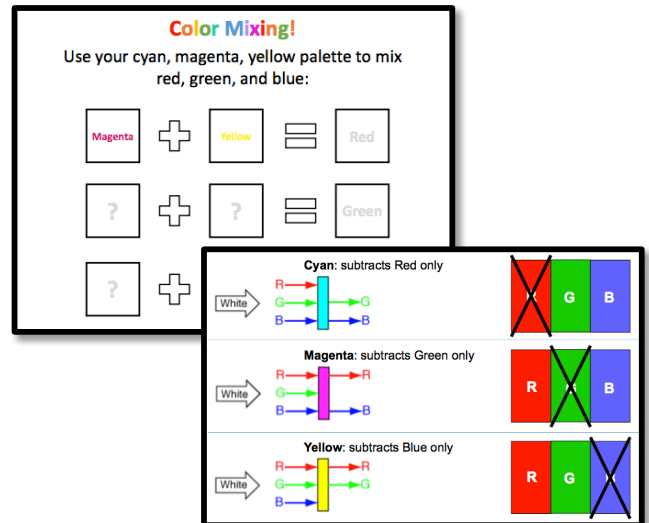 Color Mixing!
Use your cyan, magenta, yellow palette to mix
red, green, and blue:
Magenta
Yellow
Red
?
?
Green
?
Cyan: subtracts Red only
R
White
G
G
B
B
G
B
Magenta: subtracts Green only
R
R
White
G
B
B
R
B
Yellow: subtracts Blue only
R
R
White
G
G
B
R
G